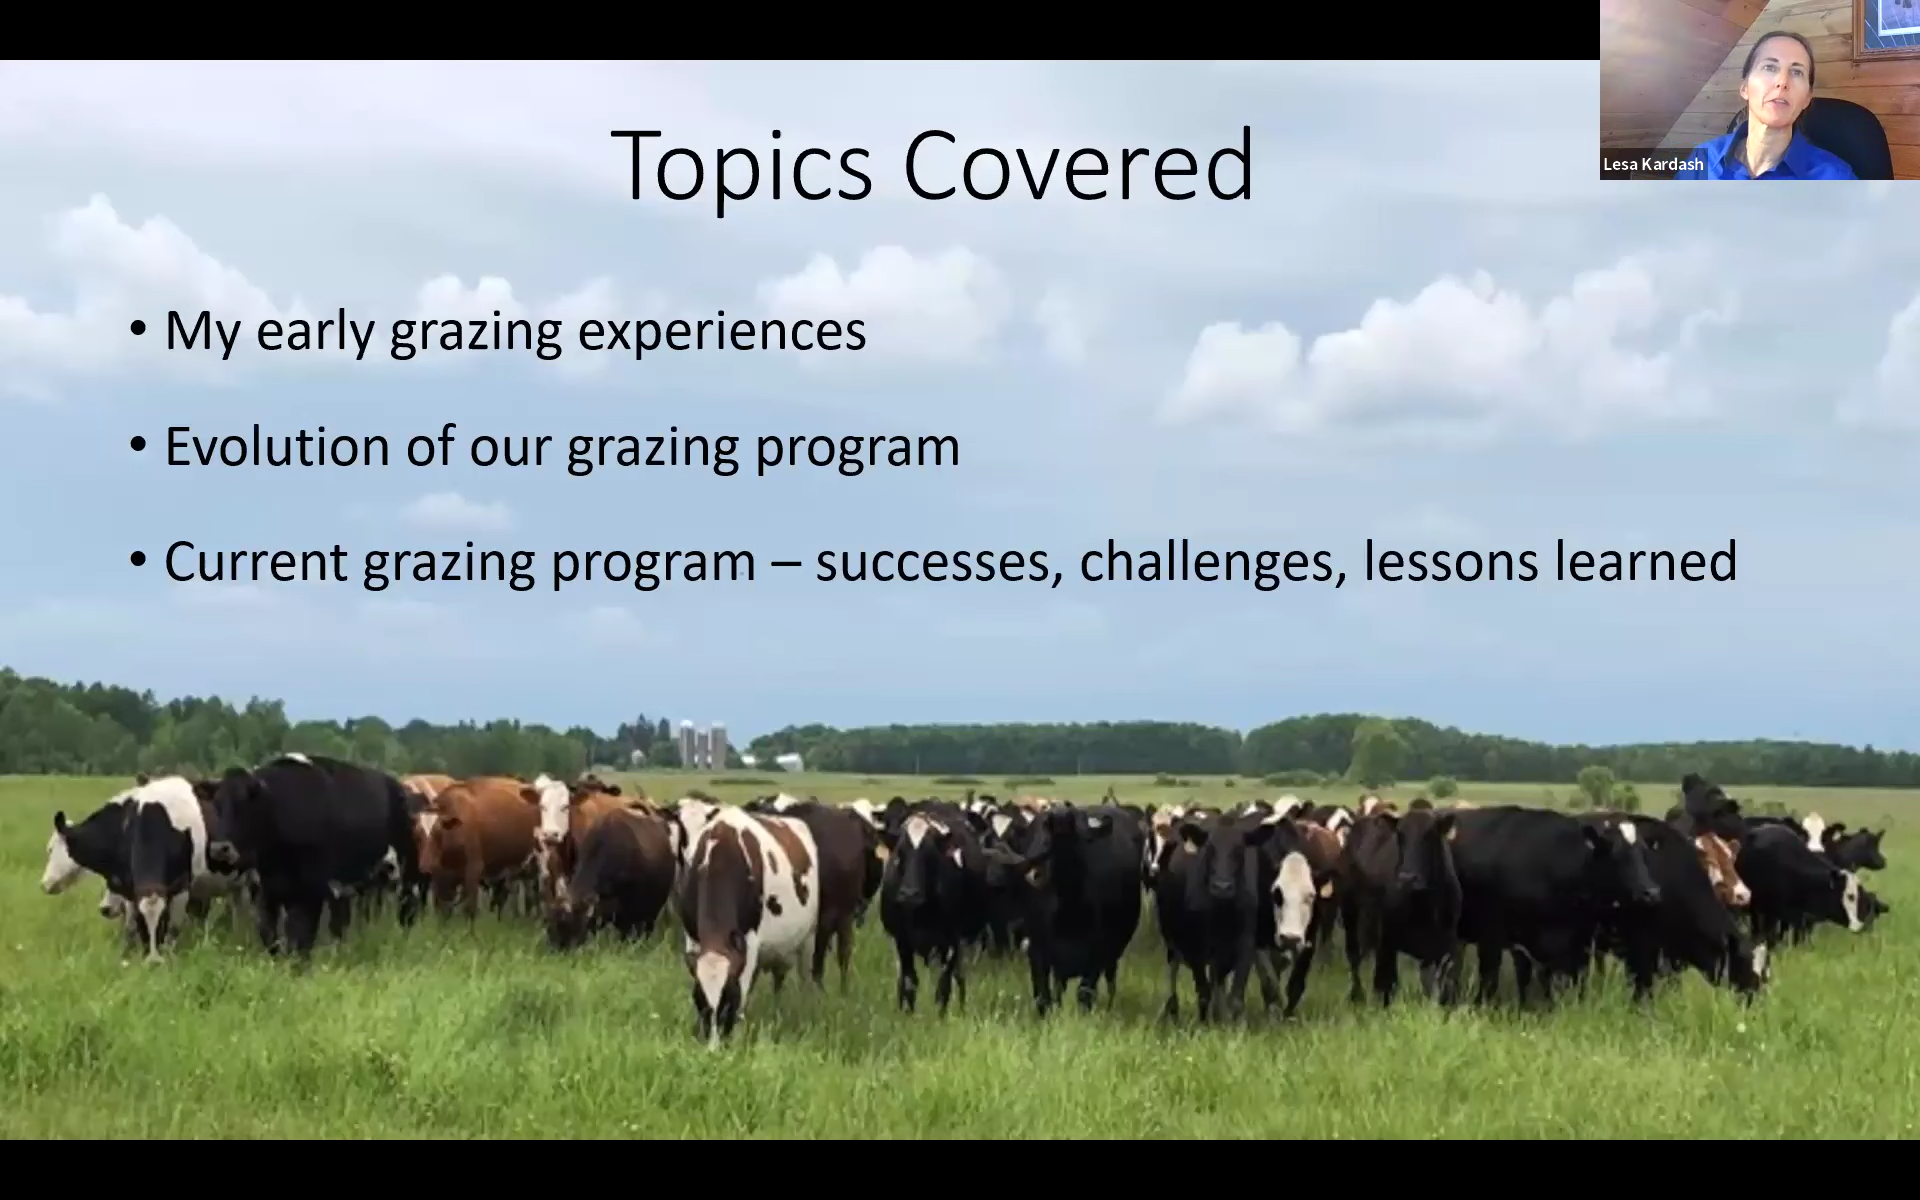 Topics Covered
Lesa Kardash
• My early grazing experiences
• Evolution of our grazing program
• Current grazing program – successes, challenges, lessons learned